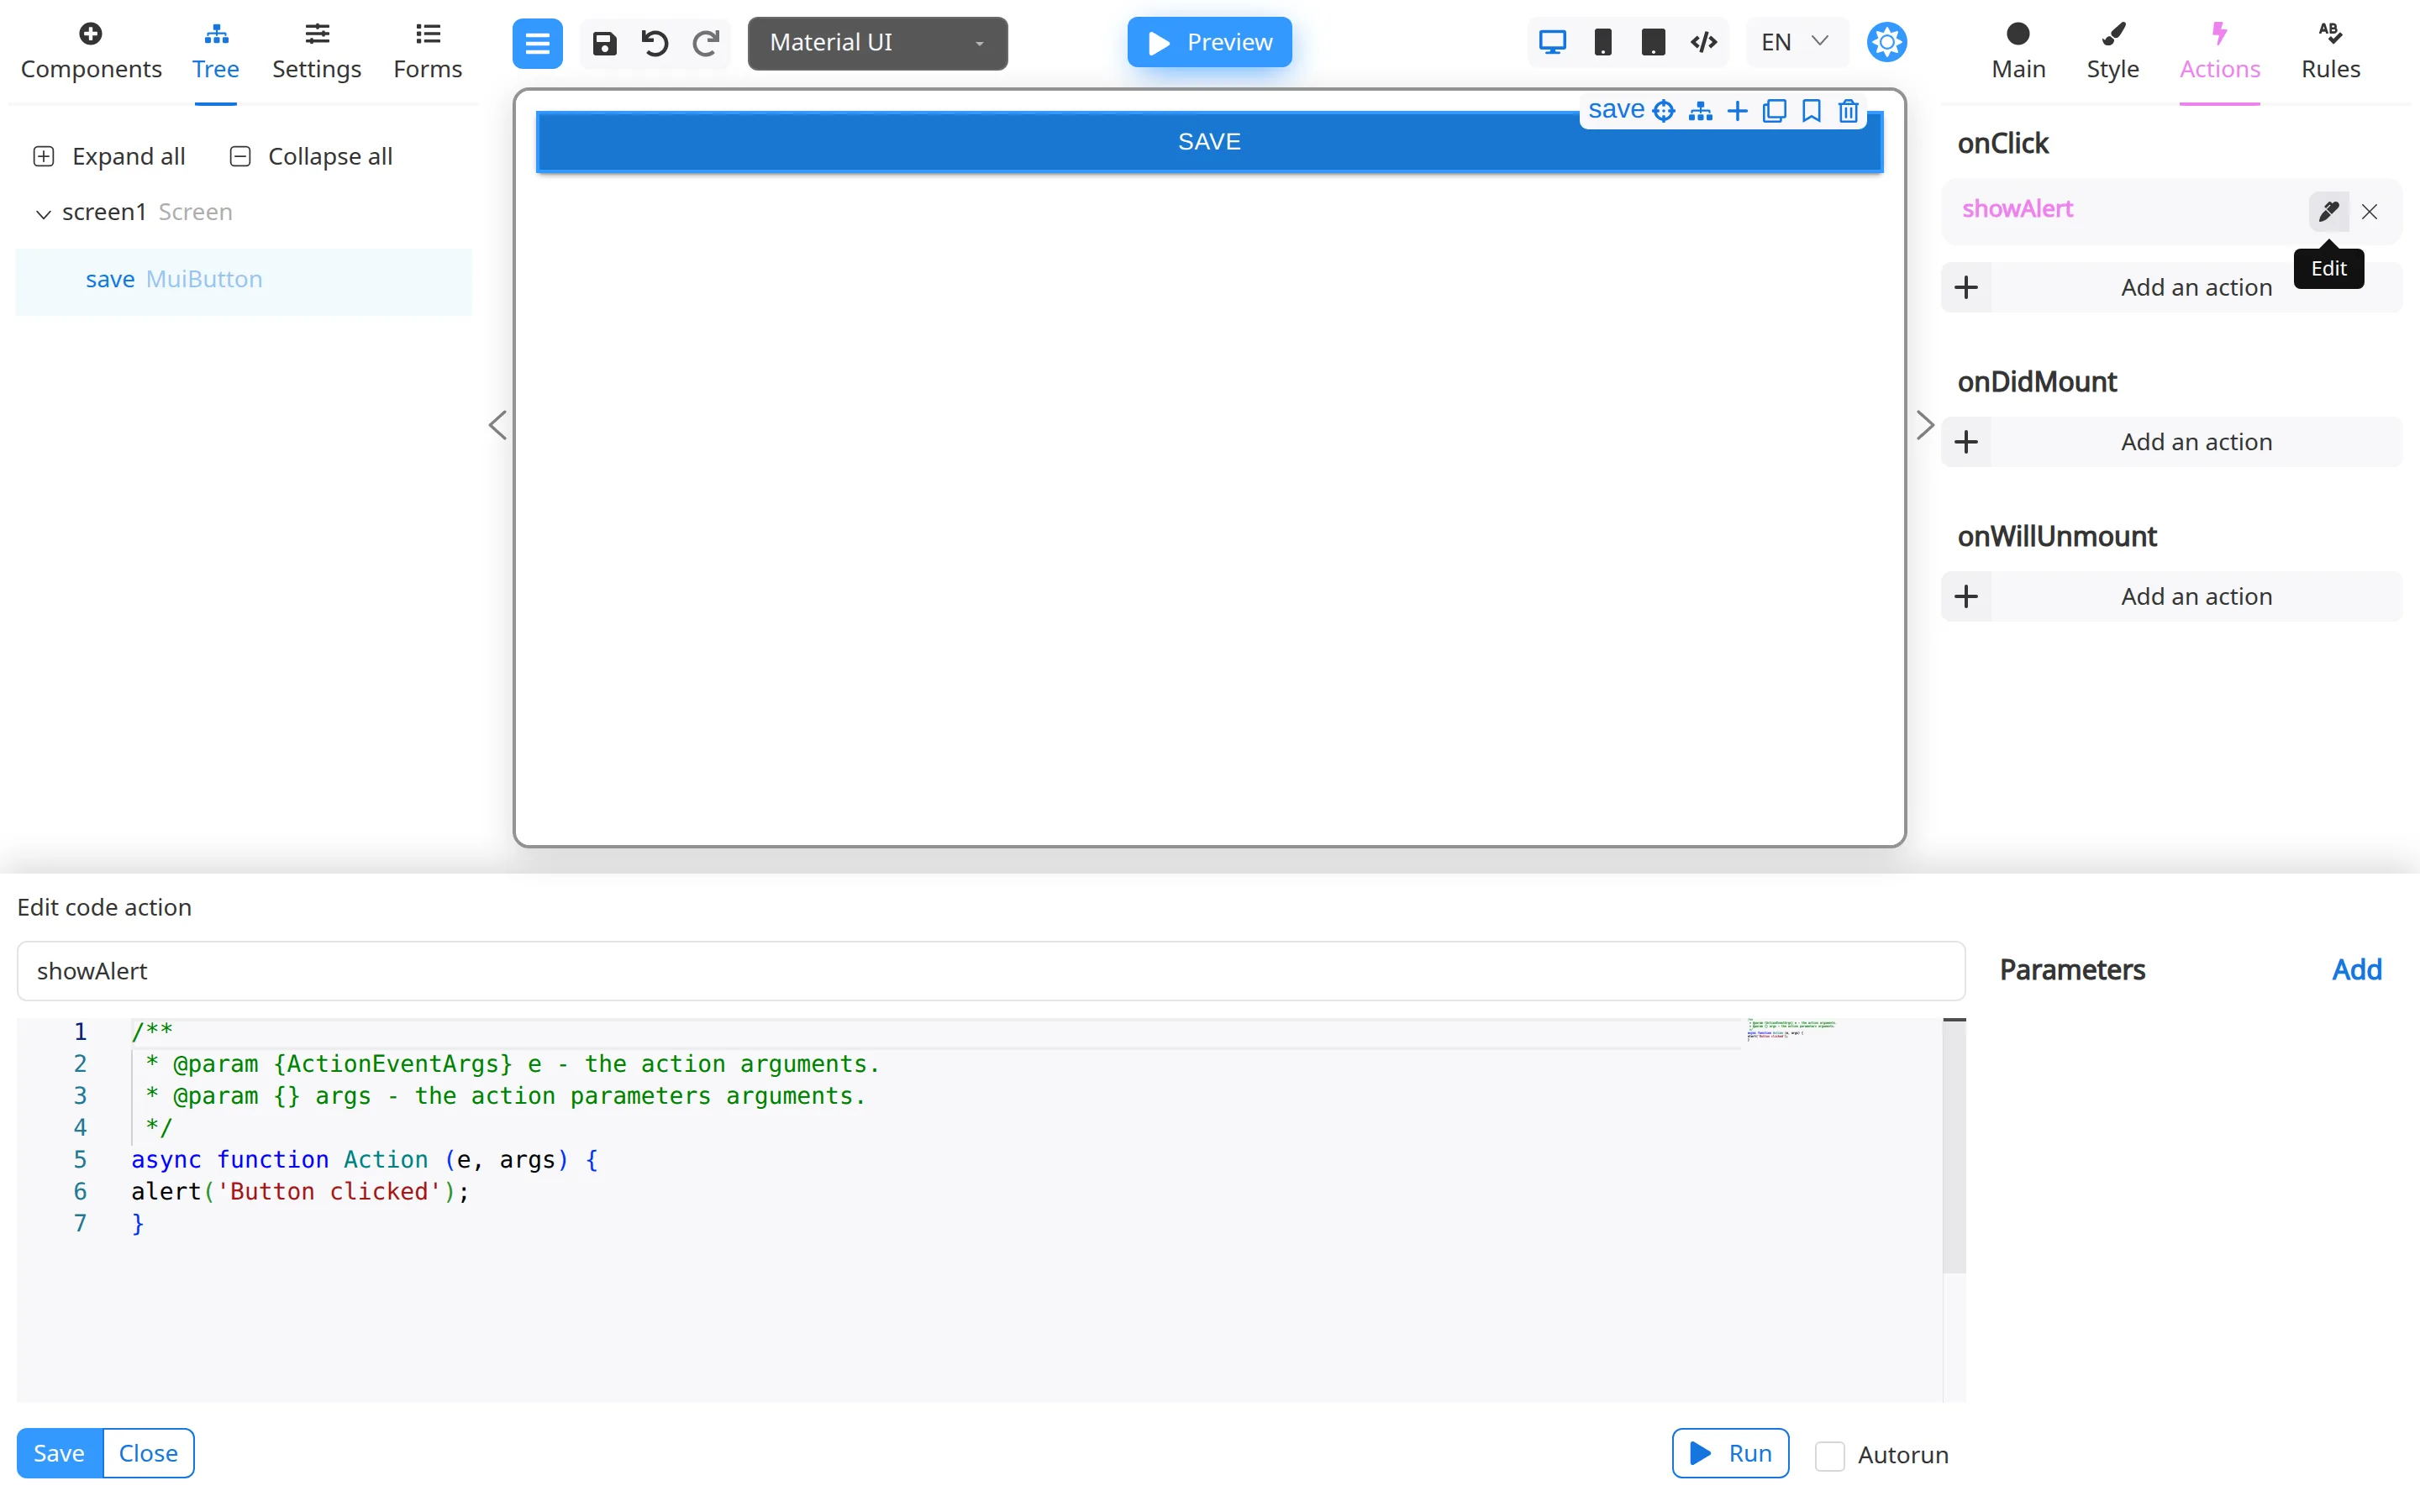 Components Tree Settings Forms
Material UI
Preview
EN
Main Style Actions Rules
Expand all Collapse all
screen1 Screen
save MuiButton
save
SAVE
onClick
showAlert
Edit
Add an action
onDidMount
Add an action
onWillUnmount
Add an action
Edit code action
showAlert
Parameters Add
1 /**
2 * @param {ActionEventArgs} e - the action arguments.
3 * @param {} args - the action parameters arguments.
4 */
5 async function Action (e, args) {
6 alert('Button clicked');
7 }
Save Close
Run Autorun